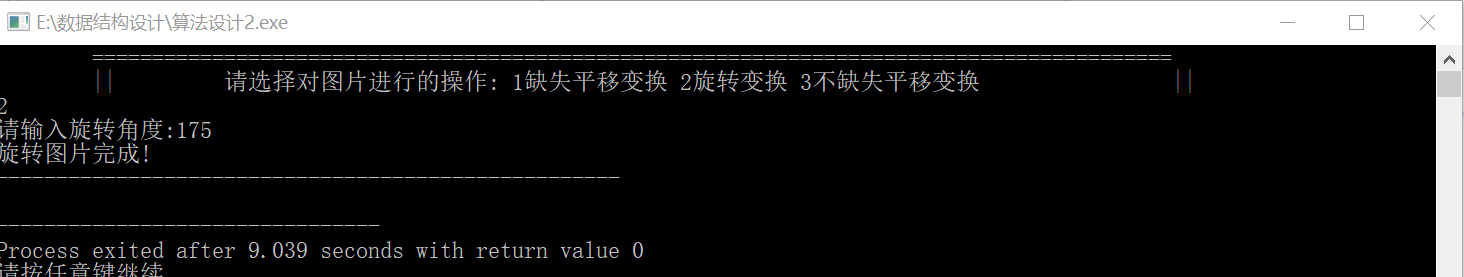 E:\数据结构设计\算法设计2.exe
==========================================================================================
||         请选择对图片进行的操作: 1缺失平移变换 2旋转变换 3不缺失平移变换                ||
2
请输入旋转角度:175
旋转图片完成!
----------------------------------------------------
--------------------------------
Process exited after 9.039 seconds with return value 0
请按任意键继续